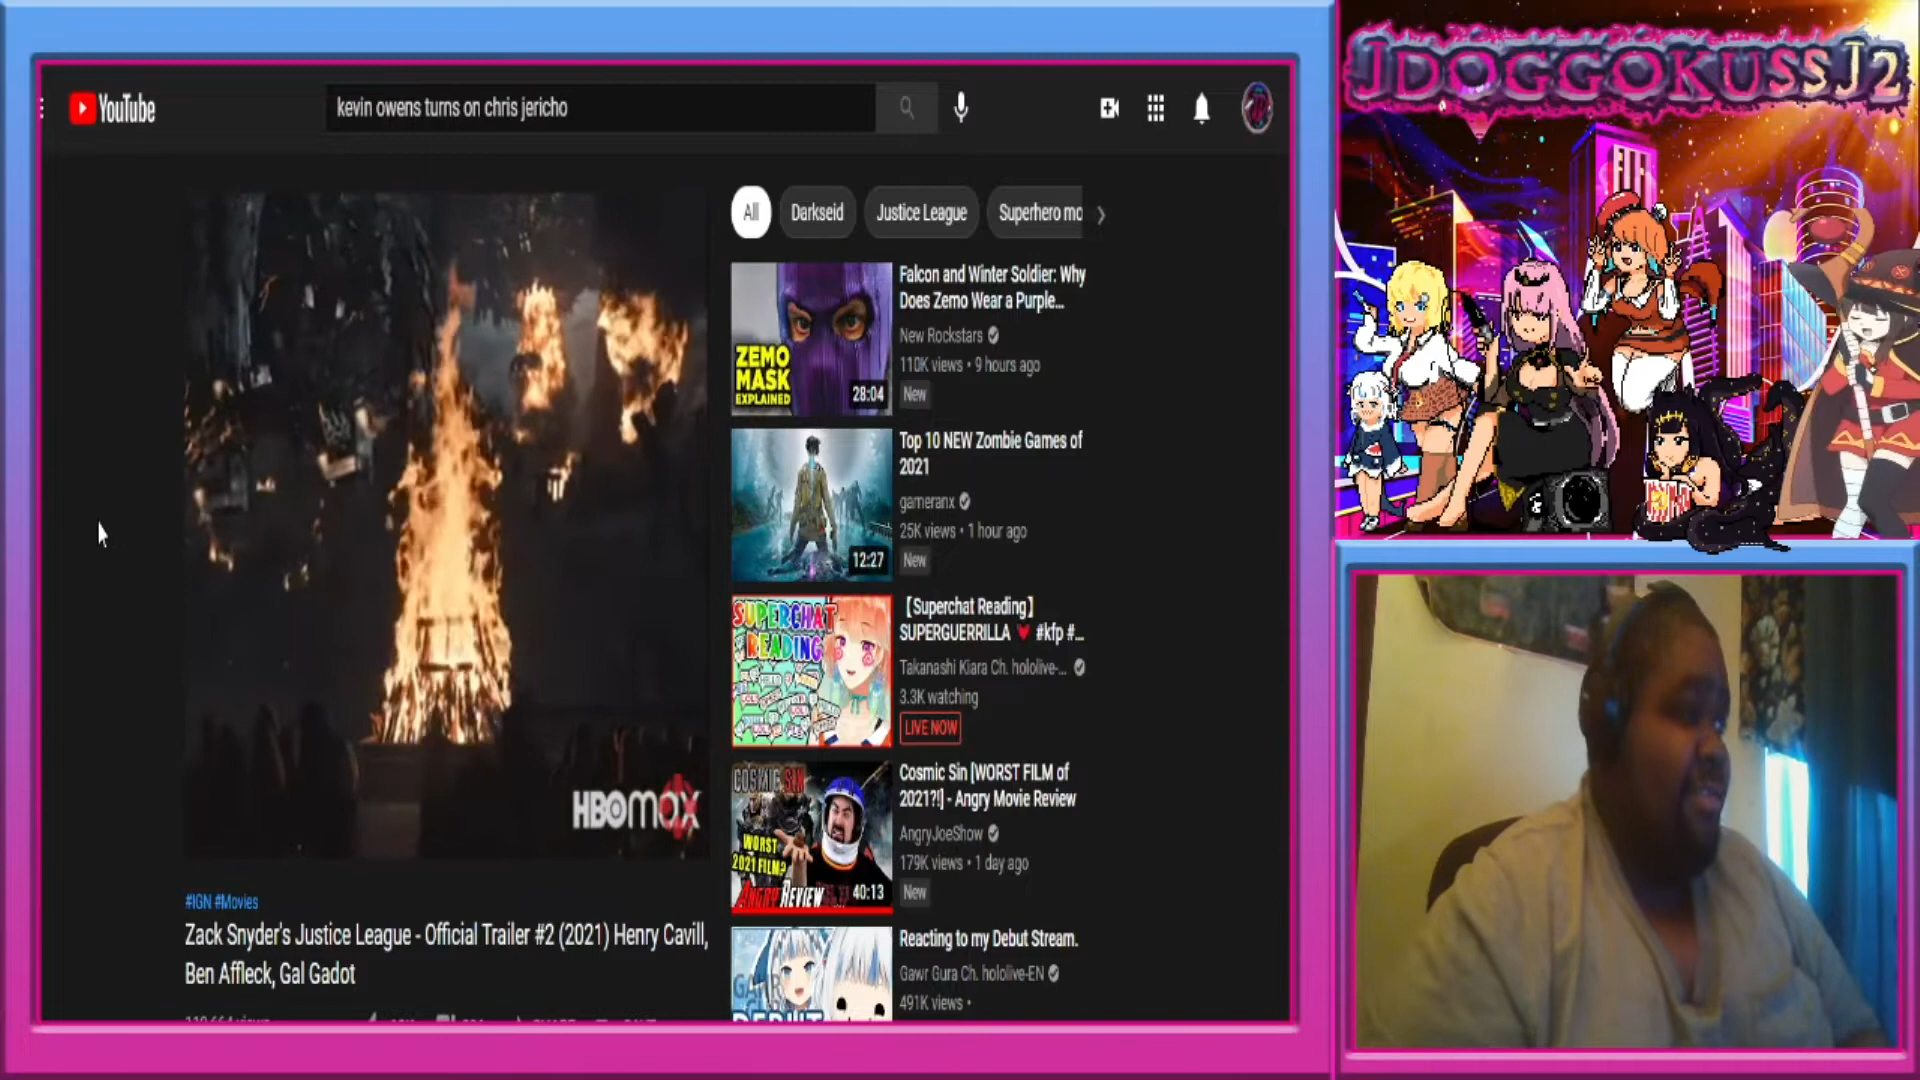 YouTube
kevin owens turns on chris jericho
JDOGGOKUSSJ2
All
Darkseid
Justice League
Superhero mo
Falcon and Winter Soldier: Why
Does Zemo Wear a Purple...
New Rockstars
110K views • 9 hours ago
New
ZEMO
MASK
EXPLAINED
28:04
Top 10 NEW Zombie Games of
2021
gameranx
25K views • 1 hour ago
New
12:27
【Superchat Reading】
SUPERGUERRILLA ♥ #kfp #...
Takanashi Kiara Ch. hololive-...
3.3K watching
LIVE NOW
SUPERCHAT
READING
Cosmic Sin [WORST FILM of
2021?!] - Angry Movie Review
AngryJoeShow
179K views • 1 day ago
New
COSMIC SIN
WORST
2021 FILM?
ANGRY REVIEW
40:13
Reacting to my Debut Stream.
Gawr Gura Ch. hololive-EN
491K views •
HBOmax
#IGN #Movies
Zack Snyder's Justice League - Official Trailer #2 (2021) Henry Cavill,
Ben Affleck, Gal Gadot